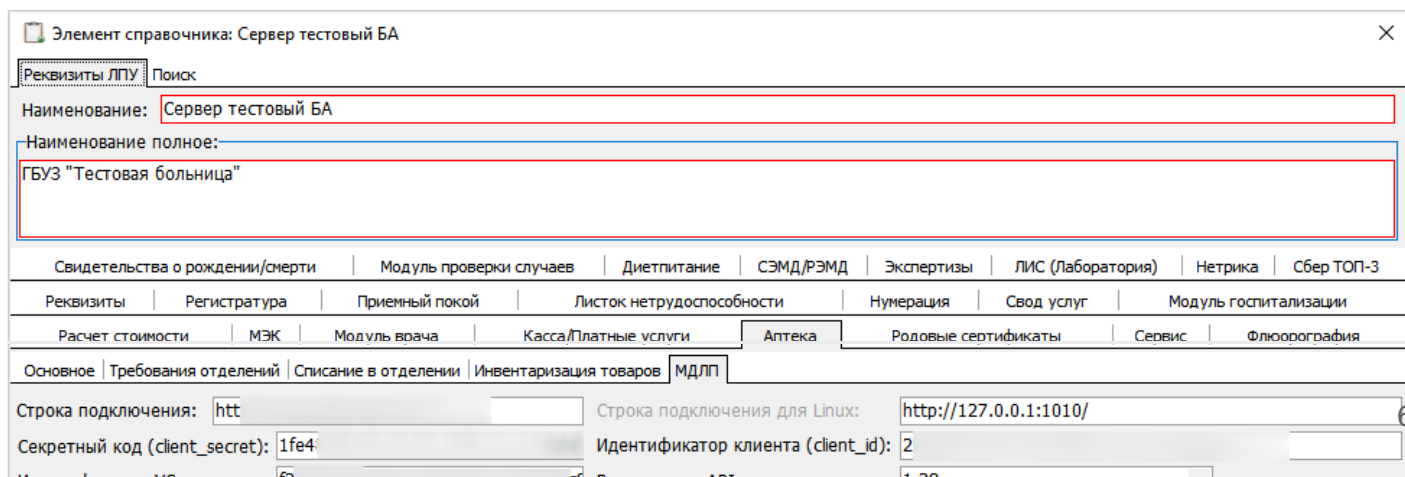 Элемент справочника: Сервер тестовый БА
Реквизиты ЛПУ Поиск
Наименование: Сервер тестовый БА
Наименование полное:
ГБУЗ "Тестовая больница"
Свидетельства о рождении/смерти Модуль проверки случаев Диетпитание СЭМД/РЭМД Экспертизы ЛИС (Лаборатория) Нетрика Сбер ТОП-3
Реквизиты Регистратура Приемный покой Листок нетрудоспособности Нумерация Свод услуг Модуль госпитализации
Расчет стоимости МЭК Модуль врача Касса/Платные услуги Аптека Родовые сертификаты Сервис Флюорография
Основное Требования отделений Списание в отделении Инвентаризация товаров МДЛП
Строка подключения: htt Строка подключения для Linux: http://127.0.0.1:1010/
Секретный код (client_secret): 1fe4 Идентификатор клиента (client_id): 2